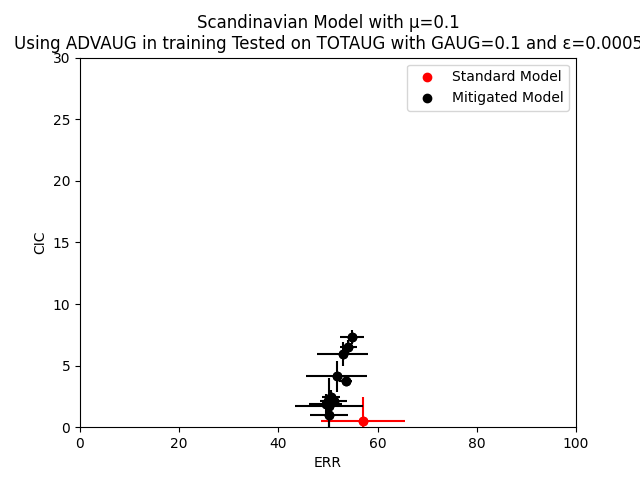 Scandinavian Model with μ=0.1
Using ADVAUG in training Tested on TOTAUG with GAUG=0.1 and ε=0.0005
30
25
20
15
10
5
0
CIC
Standard Model
Mitigated Model
0 20 40 60 80 100
ERR